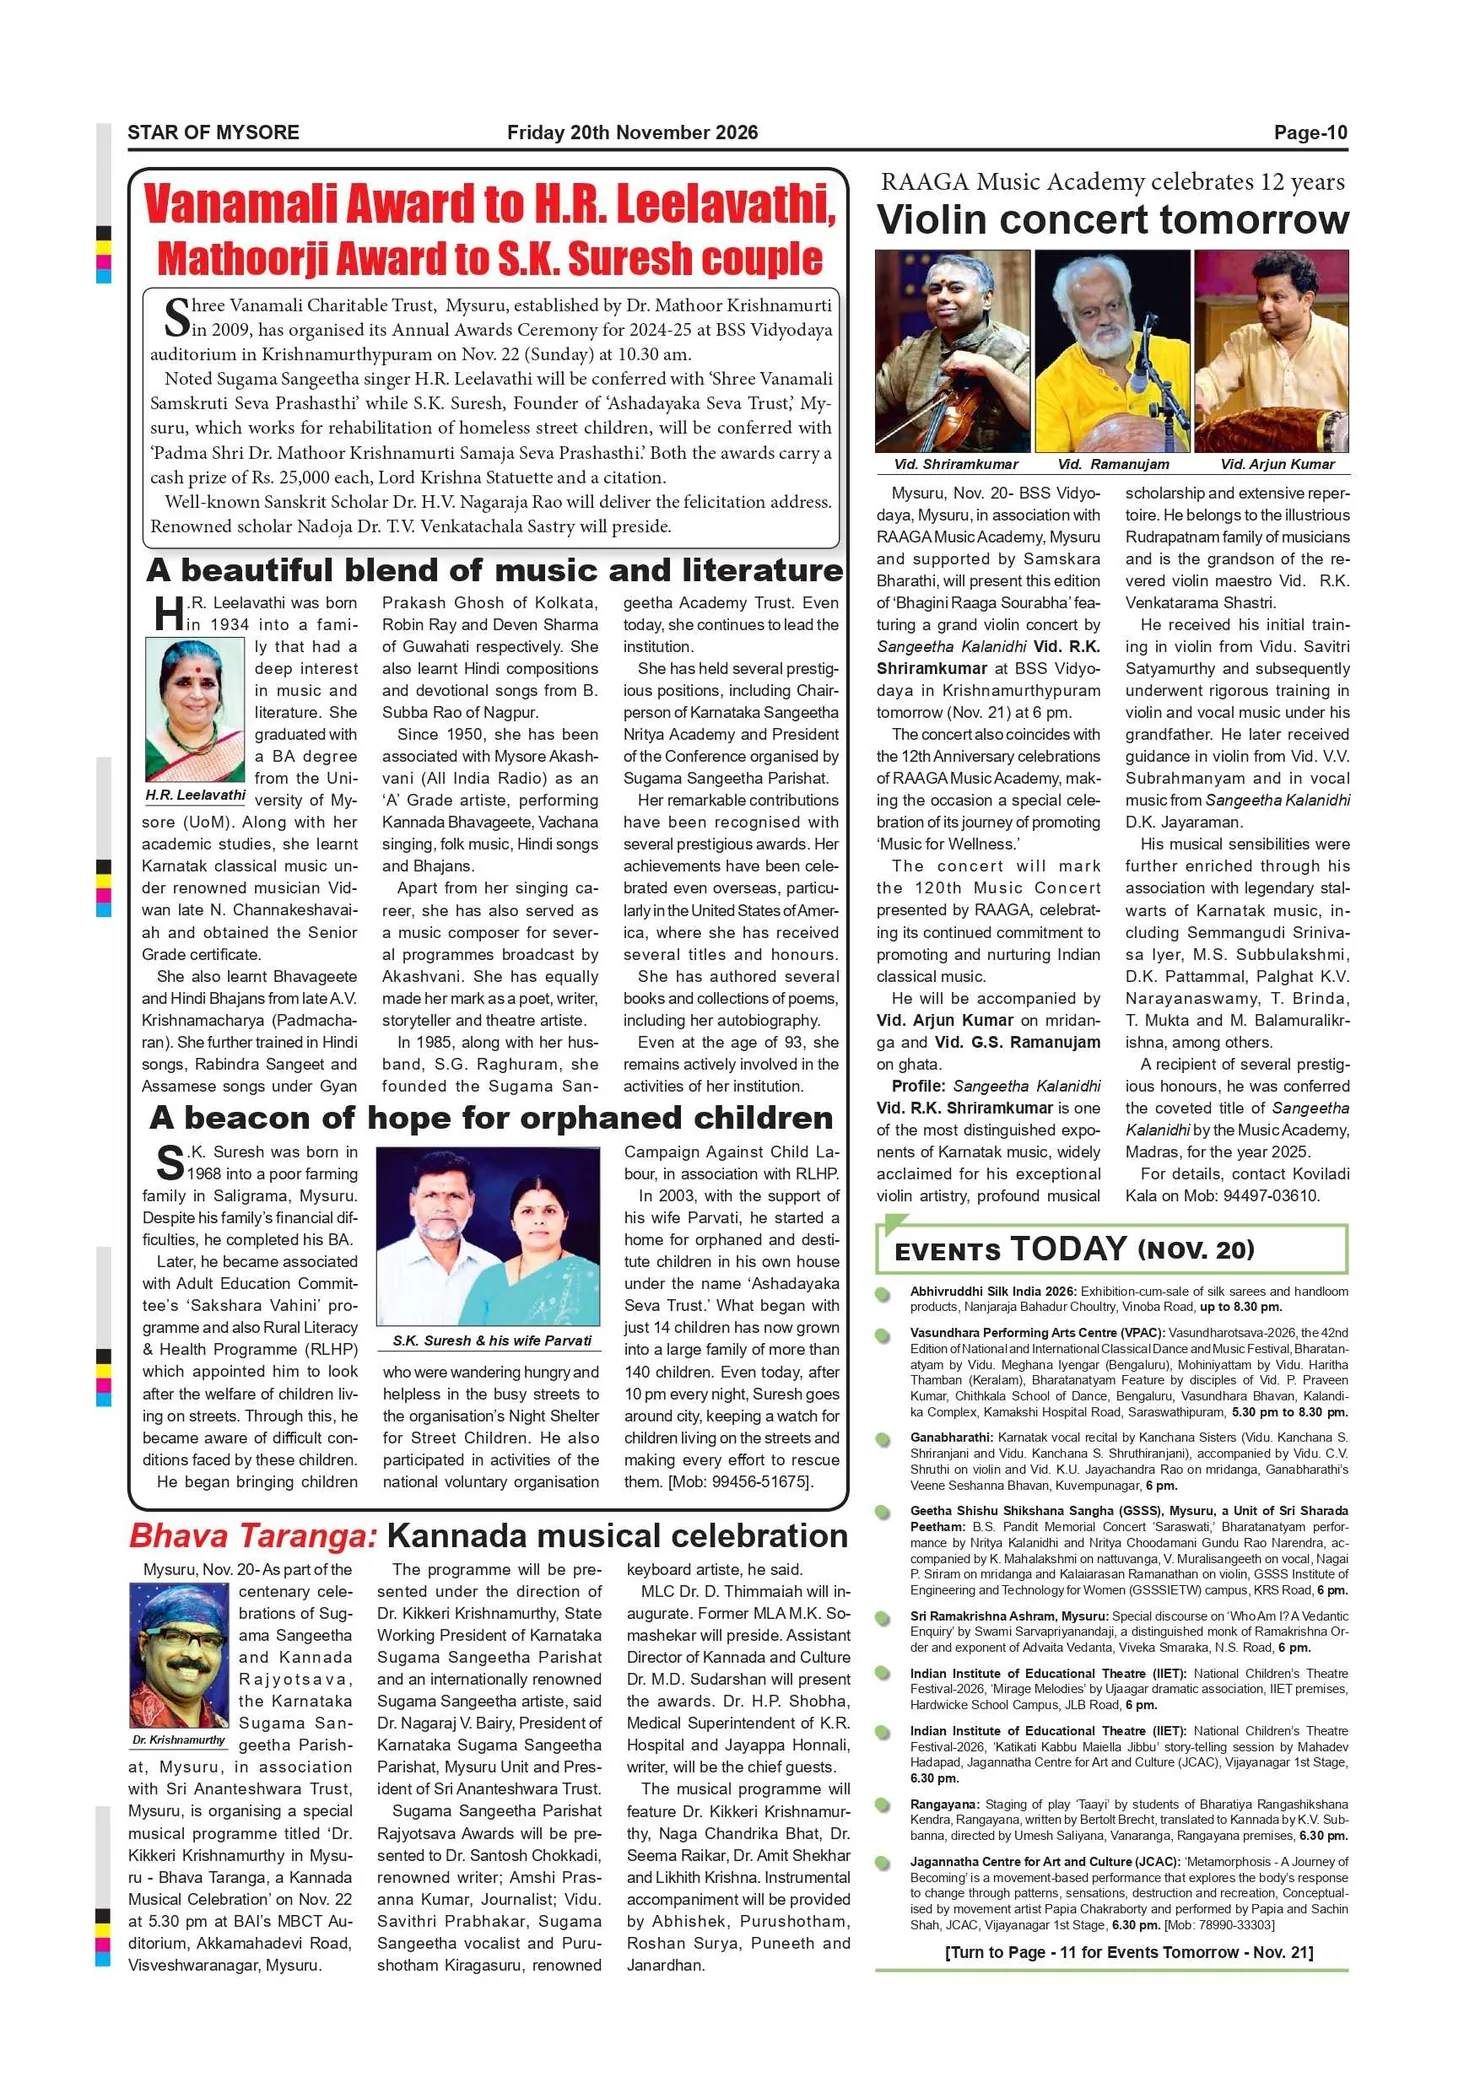 STAR OF MYSORE
Friday 20th November 2026
Page-10
Vanamali Award to H.R. Leelavathi,
Mathoorji Award to S.K. Suresh couple
Shree Vanamali Charitable Trust, Mysuru, established by Dr. Mathoor Krishnamurti
in 2009, has organised its Annual Awards Ceremony for 2024-25 at BSS Vidyodaya
auditorium in Krishnamurthypuram on Nov. 22 (Sunday) at 10.30 am.
Noted Sugama Sangeetha singer H.R. Leelavathi will be conferred with ‘Shree Vanamali
Samskruti Seva Prashasthi’ while S.K. Suresh, Founder of ‘Ashadayaka Seva Trust,’ My-
suru, which works for rehabilitation of homeless street children, will be conferred with
‘Padma Shri Dr. Mathoor Krishnamurti Samaja Seva Prashasthi.’ Both the awards carry a
cash prize of Rs. 25,000 each, Lord Krishna Statuette and a citation.
Well-known Sanskrit Scholar Dr. H.V. Nagaraja Rao will deliver the felicitation address.
Renowned scholar Nadoja Dr. T.V. Venkatachala Sastry will preside.
A beautiful blend of music and literature
H.R. Leelavathi was born
in 1934 into a fami-
ly that had a
deep interest
in music and
literature. She
graduated with
a BA degree
from the Uni-
H.R. Leelavathi
versity of My-
sore (UoM). Along with her
academic studies, she learnt
Karnatak classical music un-
der renowned musician Vid-
wan late N. Channakeshavai-
ah and obtained the Senior
Grade certificate.
She also learnt Bhavageete
and Hindi Bhajans from late A.V.
Krishnamacharya (Padmacha-
ran). She further trained in Hindi
songs, Rabindra Sangeet and
Assamese songs under Gyan
Prakash Ghosh of Kolkata,
Robin Ray and Deven Sharma
of Guwahati respectively. She
also learnt Hindi compositions
and devotional songs from B.
Subba Rao of Nagpur.
Since 1950, she has been
associated with Mysore Akash-
vani (All India Radio) as an
‘A’ Grade artiste, performing
Kannada Bhavageete, Vachana
singing, folk music, Hindi songs
and Bhajans.
Apart from her singing ca-
reer, she has also served as
a music composer for sever-
al programmes broadcast by
Akashvani. She has equally
made her mark as a poet, writer,
storyteller and theatre artiste.
In 1985, along with her hus-
band, S.G. Raghuram, she
founded the Sugama San-
geetha Academy Trust. Even
today, she continues to lead the
institution.
She has held several prestig-
ious positions, including Chair-
person of Karnataka Sangeetha
Nritya Academy and President
of the Conference organised by
Sugama Sangeetha Parishat.
Her remarkable contributions
have been recognised with
several prestigious awards. Her
achievements have been cele-
brated even overseas, particu-
larly in the United States of Amer-
ica, where she has received
several titles and honours.
She has authored several
books and collections of poems,
including her autobiography.
Even at the age of 93, she
remains actively involved in the
activities of her institution.
A beacon of hope for orphaned children
S.K. Suresh was born in
1968 into a poor farming
family in Saligrama, Mysuru.
Despite his family’s financial dif-
ficulties, he completed his BA.
Later, he became associated
with Adult Education Commit-
tee’s ‘Sakshara Vahini’ pro-
gramme and also Rural Literacy
& Health Programme (RLHP)
which appointed him to look
after the welfare of children liv-
ing on streets. Through this, he
became aware of difficult con-
ditions faced by these children.
He began bringing children
S.K. Suresh & his wife Parvati
who were wandering hungry and
helpless in the busy streets to
the organisation’s Night Shelter
for Street Children. He also
participated in activities of the
national voluntary organisation
Campaign Against Child La-
bour, in association with RLHP.
In 2003, with the support of
his wife Parvati, he started a
home for orphaned and desti-
tute children in his own house
under the name ‘Ashadayaka
Seva Trust.’ What began with
just 14 children has now grown
into a large family of more than
140 children. Even today, after
10 pm every night, Suresh goes
around city, keeping a watch for
children living on the streets and
making every effort to rescue
them. [Mob: 99456-51675].
Bhava Taranga: Kannada musical celebration
Mysuru, Nov. 20- As part of the
centenary cele-
brations of Sug-
ama Sangeetha
and Kannada
Rajyotsava,
the Karnataka
Sugama San-
Dr. Krishnamurthy
geetha Parish-
at, Mysuru, in association
with Sri Ananteshwara Trust,
Mysuru, is organising a special
musical programme titled ‘Dr.
Kikkeri Krishnamurthy in Mysu-
ru - Bhava Taranga, a Kannada
Musical Celebration’ on Nov. 22
at 5.30 pm at BAI’s MBCT Au-
ditorium, Akkamahadevi Road,
Visveshwaranagar, Mysuru.
The programme will be pre-
sented under the direction of
Dr. Kikkeri Krishnamurthy, State
Working President of Karnataka
Sugama Sangeetha Parishat
and an internationally renowned
Sugama Sangeetha artiste, said
Dr. Nagaraj V. Bairy, President of
Karnataka Sugama Sangeetha
Parishat, Mysuru Unit and Pres-
ident of Sri Ananteshwara Trust.
Sugama Sangeetha Parishat
Rajyotsava Awards will be pre-
sented to Dr. Santosh Chokkadi,
renowned writer; Amshi Pras-
anna Kumar, Journalist; Vidu.
Savithri Prabhakar, Sugama
Sangeetha vocalist and Puru-
shotham Kiragasuru, renowned
keyboard artiste, he said.
MLC Dr. D. Thimmaiah will in-
augurate. Former MLA M.K. So-
mashekar will preside. Assistant
Director of Kannada and Culture
Dr. M.D. Sudarshan will present
the awards. Dr. H.P. Shobha,
Medical Superintendent of K.R.
Hospital and Jayappa Honnali,
writer, will be the chief guests.
The musical programme will
feature Dr. Kikkeri Krishnamur-
thy, Naga Chandrika Bhat, Dr.
Seema Raikar, Dr. Amit Shekhar
and Likhith Krishna. Instrumental
accompaniment will be provided
by Abhishek, Purushotham,
Roshan Surya, Puneeth and
Janardhan.
RAAGA Music Academy celebrates 12 years
Violin concert tomorrow
Vid. Shriramkumar
Vid. Ramanujam
Vid. Arjun Kumar
Mysuru, Nov. 20- BSS Vidyo-
daya, Mysuru, in association with
RAAGA Music Academy, Mysuru
and supported by Samskara
Bharathi, will present this edition
of ‘Bhagini Raaga Sourabha’ fea-
turing a grand violin concert by
Sangeetha Kalanidhi Vid. R.K.
Shriramkumar at BSS Vidyo-
daya in Krishnamurthypuram
tomorrow (Nov. 21) at 6 pm.
The concert also coincides with
the 12th Anniversary celebrations
of RAAGA Music Academy, mak-
ing the occasion a special cele-
bration of its journey of promoting
‘Music for Wellness.’
The concert will mark
the 120th Music Concert
presented by RAAGA, celebrat-
ing its continued commitment to
promoting and nurturing Indian
classical music.
He will be accompanied by
Vid. Arjun Kumar on mridan-
ga and Vid. G.S. Ramanujam
on ghata.
Profile: Sangeetha Kalanidhi
Vid. R.K. Shriramkumar is one
of the most distinguished expo-
nents of Karnatak music, widely
acclaimed for his exceptional
violin artistry, profound musical
scholarship and extensive reper-
toire. He belongs to the illustrious
Rudrapatnam family of musicians
and is the grandson of the re-
vered violin maestro Vid. R.K.
Venkatarama Shastri.
He received his initial train-
ing in violin from Vidu. Savitri
Satyamurthy and subsequently
underwent rigorous training in
violin and vocal music under his
grandfather. He later received
guidance in violin from Vid. V.V.
Subrahmanyam and in vocal
music from Sangeetha Kalanidhi
D.K. Jayaraman.
His musical sensibilities were
further enriched through his
association with legendary stal-
warts of Karnatak music, in-
cluding Semmangudi Sriniva-
sa Iyer, M.S. Subbulakshmi,
D.K. Pattammal, Palghat K.V.
Narayanaswamy, T. Brinda,
T. Mukta and M. Balamuralikr-
ishna, among others.
A recipient of several prestig-
ious honours, he was conferred
the coveted title of Sangeetha
Kalanidhi by the Music Academy,
Madras, for the year 2025.
For details, contact Koviladi
Kala on Mob: 94497-03610.
EVENTS TODAY (NOV. 20)
Abhivruddhi Silk India 2026: Exhibition-cum-sale of silk sarees and handloom
products, Nanjaraja Bahadur Choultry, Vinoba Road, up to 8.30 pm.
Vasundhara Performing Arts Centre (VPAC): Vasundharotsava-2026, the 42nd
Edition of National and International Classical Dance and Music Festival, Bharatan-
atyam by Vidu. Meghana Iyengar (Bengaluru), Mohiniyattam by Vidu. Haritha
Thamban (Keralam), Bharatanatyam Feature by disciples of Vid. P. Praveen
Kumar, Chithkala School of Dance, Bengaluru, Vasundhara Bhavan, Kalandi-
ka Complex, Kamakshi Hospital Road, Saraswathipuram, 5.30 pm to 8.30 pm.
Ganabharathi: Karnatak vocal recital by Kanchana Sisters (Vidu. Kanchana S.
Shriranjani and Vidu. Kanchana S. Shruthiranjani), accompanied by Vidu. C.V.
Shruthi on violin and Vid. K.U. Jayachandra Rao on mridanga, Ganabharathi’s
Veene Seshanna Bhavan, Kuvempunagar, 6 pm.
Geetha Shishu Shikshana Sangha (GSSS), Mysuru, a Unit of Sri Sharada
Peetham: B.S. Pandit Memorial Concert ‘Saraswati,’ Bharatanatyam perfor-
mance by Nritya Kalanidhi and Nritya Choodamani Gundu Rao Narendra, ac-
companied by K. Mahalakshmi on nattuvanga, V. Muralisangeeth on vocal, Nagai
P. Sriram on mridanga and Kalaiarasan Ramanathan on violin, GSSS Institute of
Engineering and Technology for Women (GSSSIETW) campus, KRS Road, 6 pm.
Sri Ramakrishna Ashram, Mysuru: Special discourse on ‘Who Am I? A Vedantic
Enquiry’ by Swami Sarvapriyanandaji, a distinguished monk of Ramakrishna Or-
der and exponent of Advaita Vedanta, Viveka Smaraka, N.S. Road, 6 pm.
Indian Institute of Educational Theatre (IIET): National Children’s Theatre
Festival-2026, ‘Mirage Melodies’ by Ujaagar dramatic association, IIET premises,
Hardwicke School Campus, JLB Road, 6 pm.
Indian Institute of Educational Theatre (IIET): National Children’s Theatre
Festival-2026, ’Katikati Kabbu Maiella Jibbu’ story-telling session by Mahadev
Hadapad, Jagannatha Centre for Art and Culture (JCAC), Vijayanagar 1st Stage,
6.30 pm.
Rangayana: Staging of play ‘Taayi’ by students of Bharatiya Rangashikshana
Kendra, Rangayana, written by Bertolt Brecht, translated to Kannada by K.V. Sub-
banna, directed by Umesh Saliyana, Vanaranga, Rangayana premises, 6.30 pm.
Jagannatha Centre for Art and Culture (JCAC): ‘Metamorphosis - A Journey of
Becoming’ is a movement-based performance that explores the body’s response
to change through patterns, sensations, destruction and recreation, Conceptual-
ised by movement artist Papia Chakraborty and performed by Papia and Sachin
Shah, JCAC, Vijayanagar 1st Stage, 6.30 pm. [Mob: 78990-33303]
[Turn to Page - 11 for Events Tomorrow - Nov. 21]